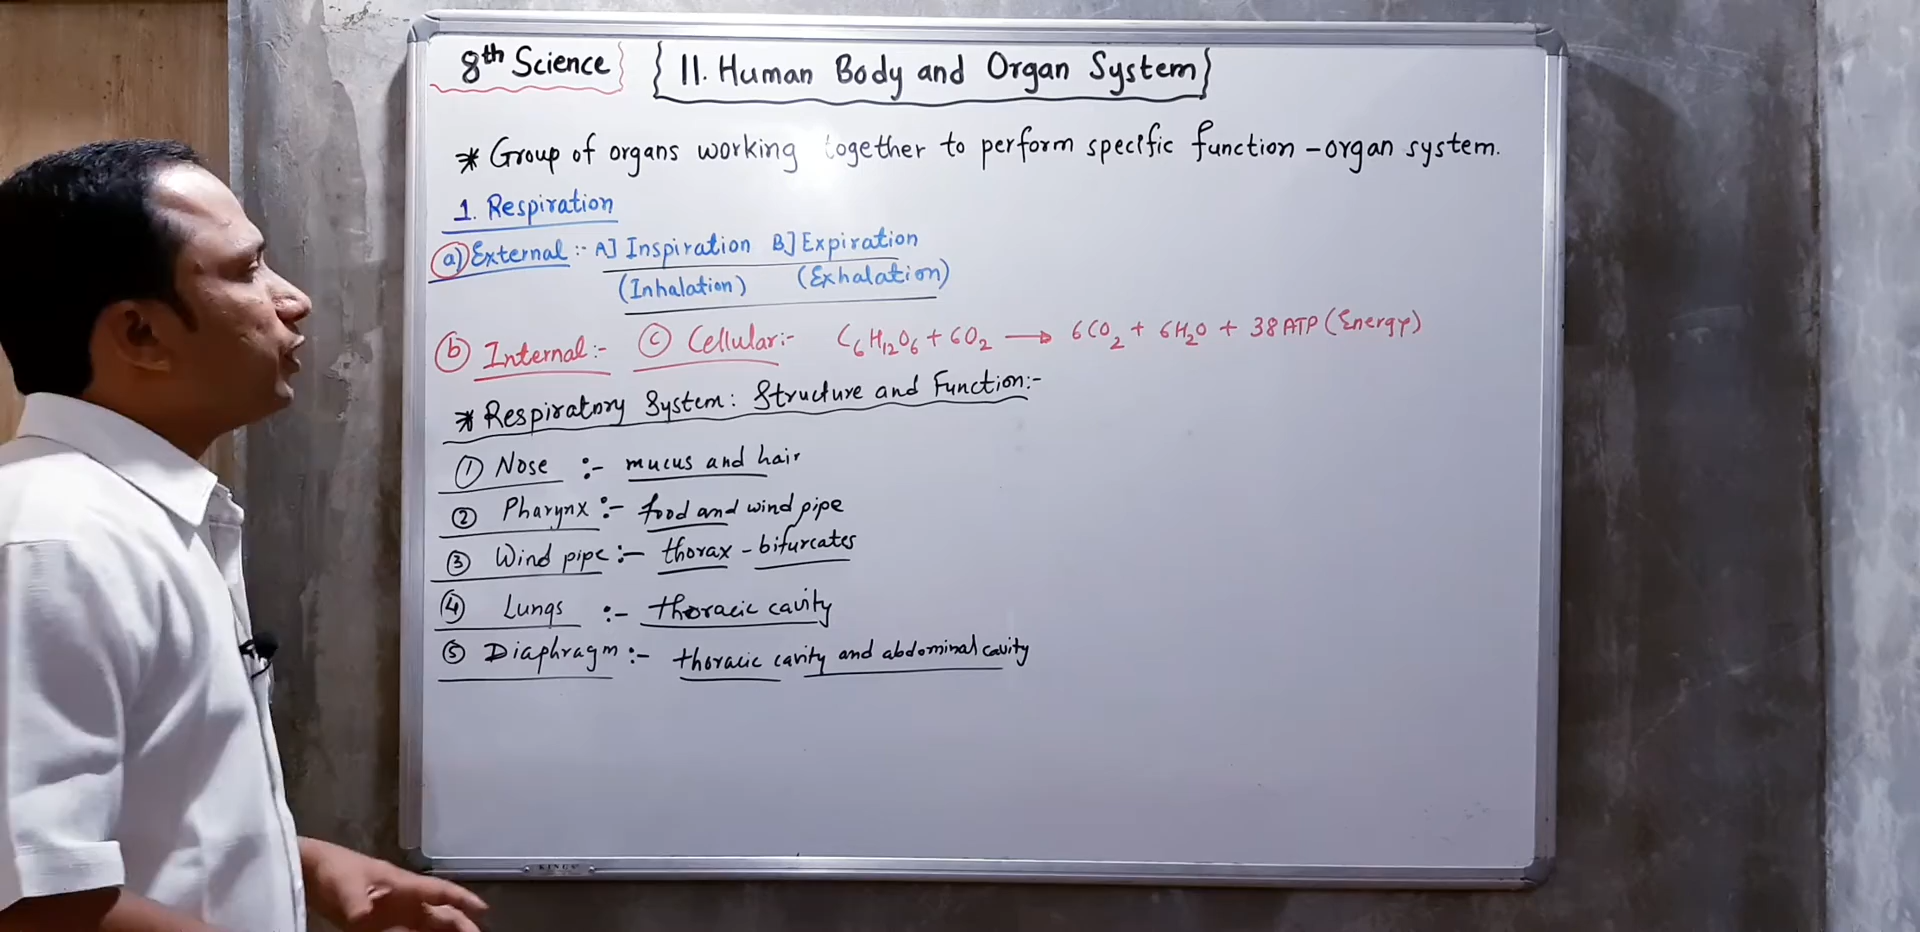 8th Science { 11. Human Body and Organ System }
* Group of organs working together to perform specific function - organ system.
1. Respiration
a) External :- A] Inspiration B] Expiration
(Inhalation) (Exhalation)
b Internal :- c Cellular :- C6H12O6 + 6O2 → 6CO2 + 6H2O + 38 ATP (Energy)
* Respiratory System : Structure and Function :-
1 Nose :- mucus and hair
2 Pharynx :- food and wind pipe
3 Wind pipe :- thorax - bifurcates
4 Lungs :- thoracic cavity
5 Diaphragm :- thoracic cavity and abdominal cavity